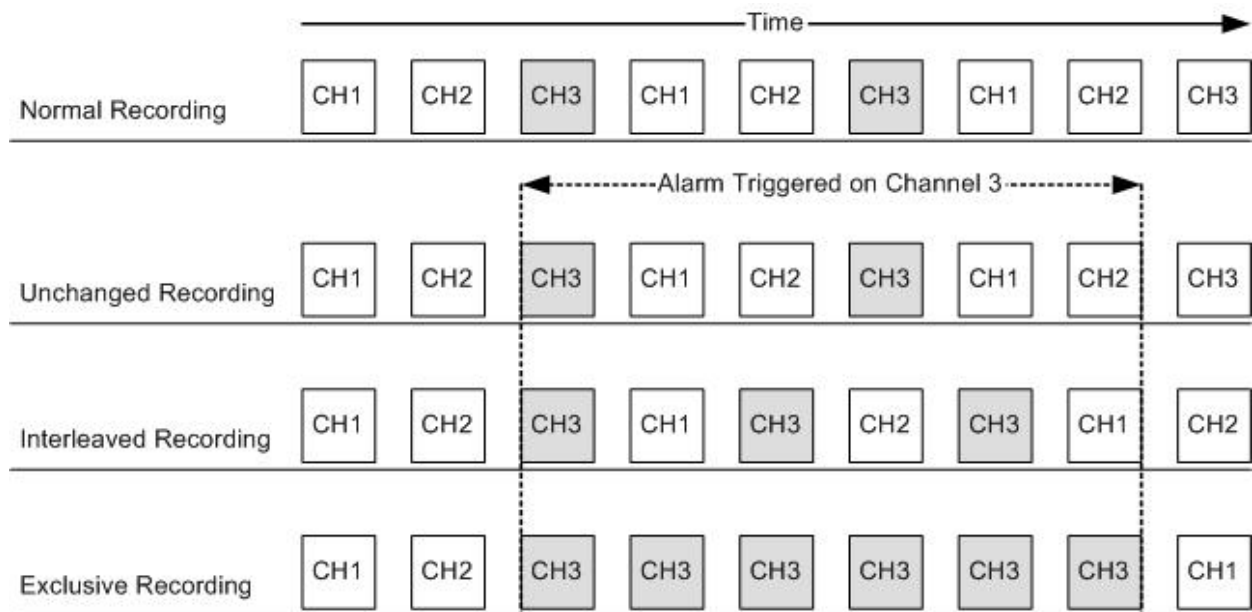 Time
Normal Recording CH1 CH2 CH3 CH1 CH2 CH3 CH1 CH2 CH3
Alarm Triggered on Channel 3
Unchanged Recording CH1 CH2 CH3 CH1 CH2 CH3 CH1 CH2 CH3
Interleaved Recording CH1 CH2 CH3 CH1 CH3 CH2 CH3 CH1 CH2
Exclusive Recording CH1 CH2 CH3 CH3 CH3 CH3 CH3 CH3 CH1